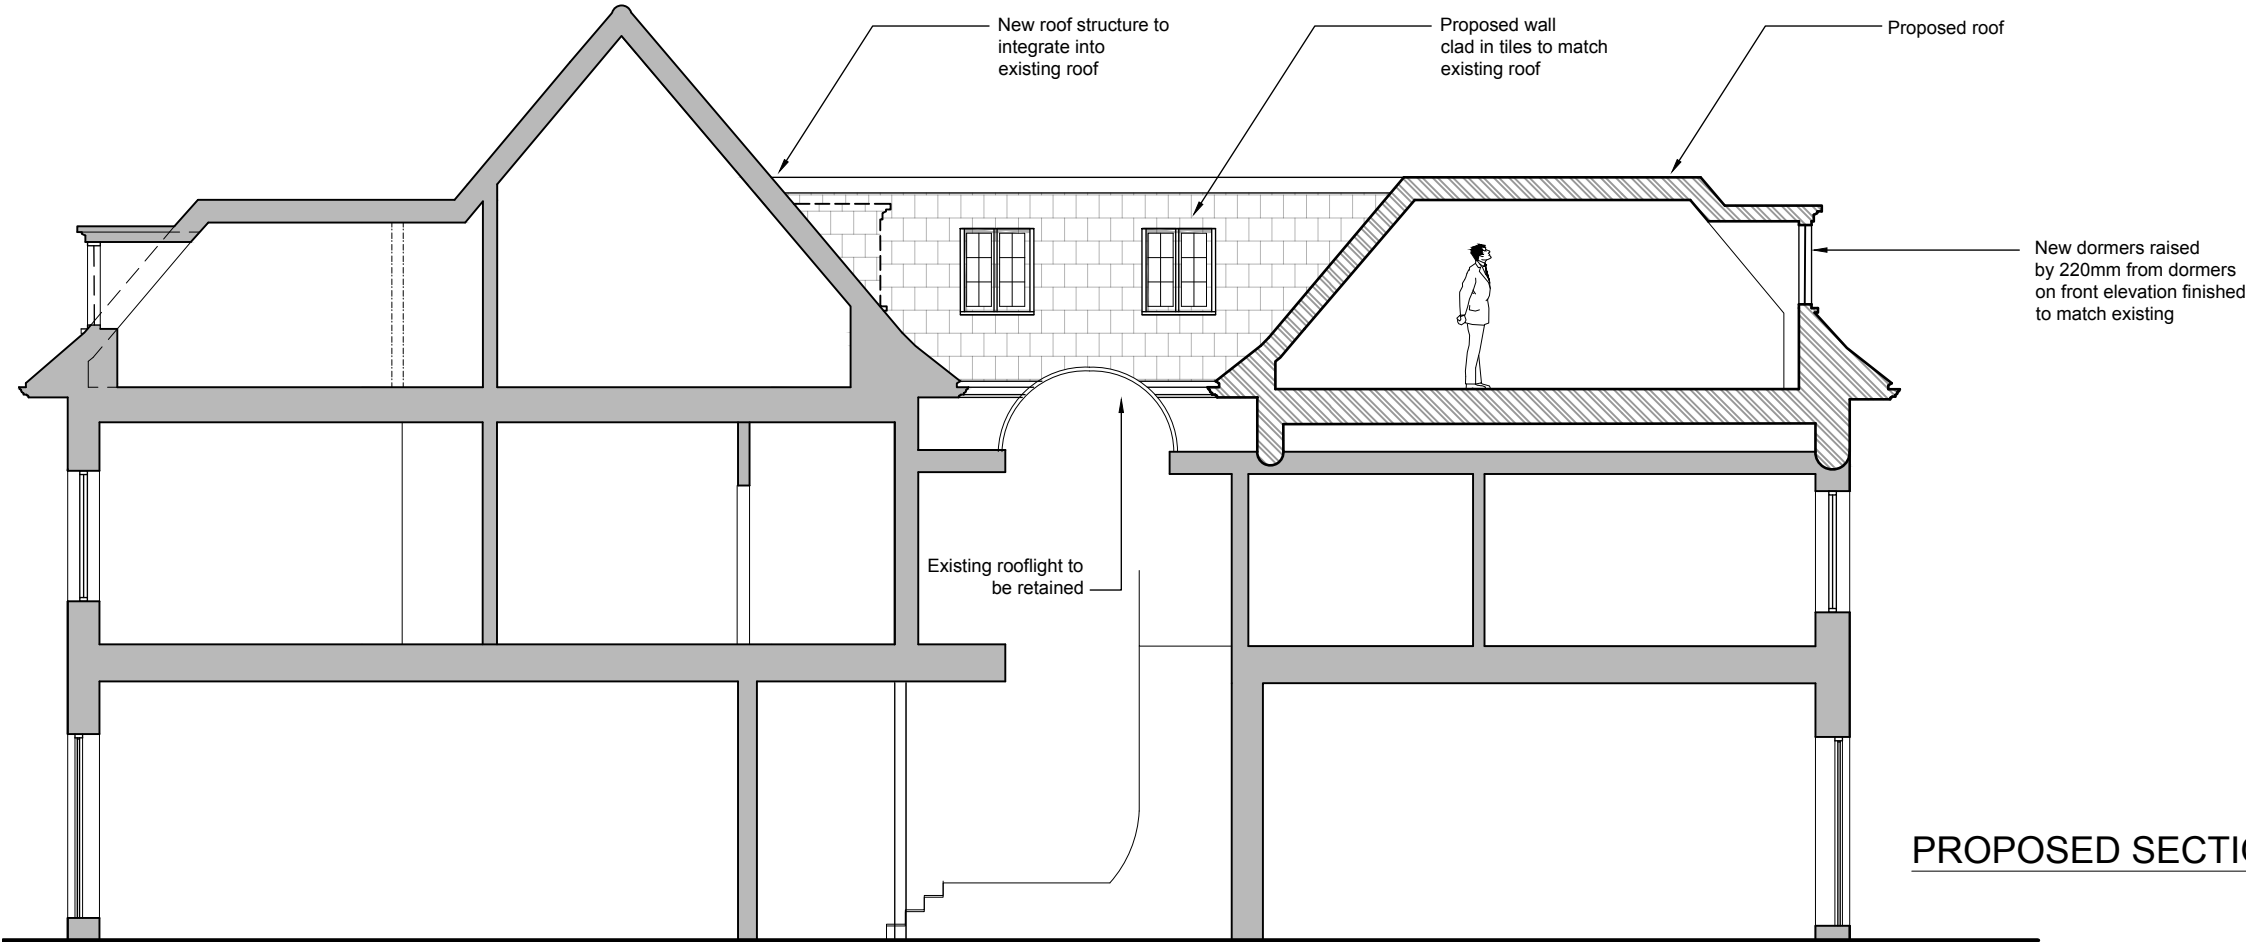 New roof structure to
integrate into
existing roof
Proposed wall
clad in tiles to match
existing roof
Proposed roof
New dormers raised
by 220mm from dormers
on front elevation finished
to match existing
Existing rooflight to
be retained
PROPOSED